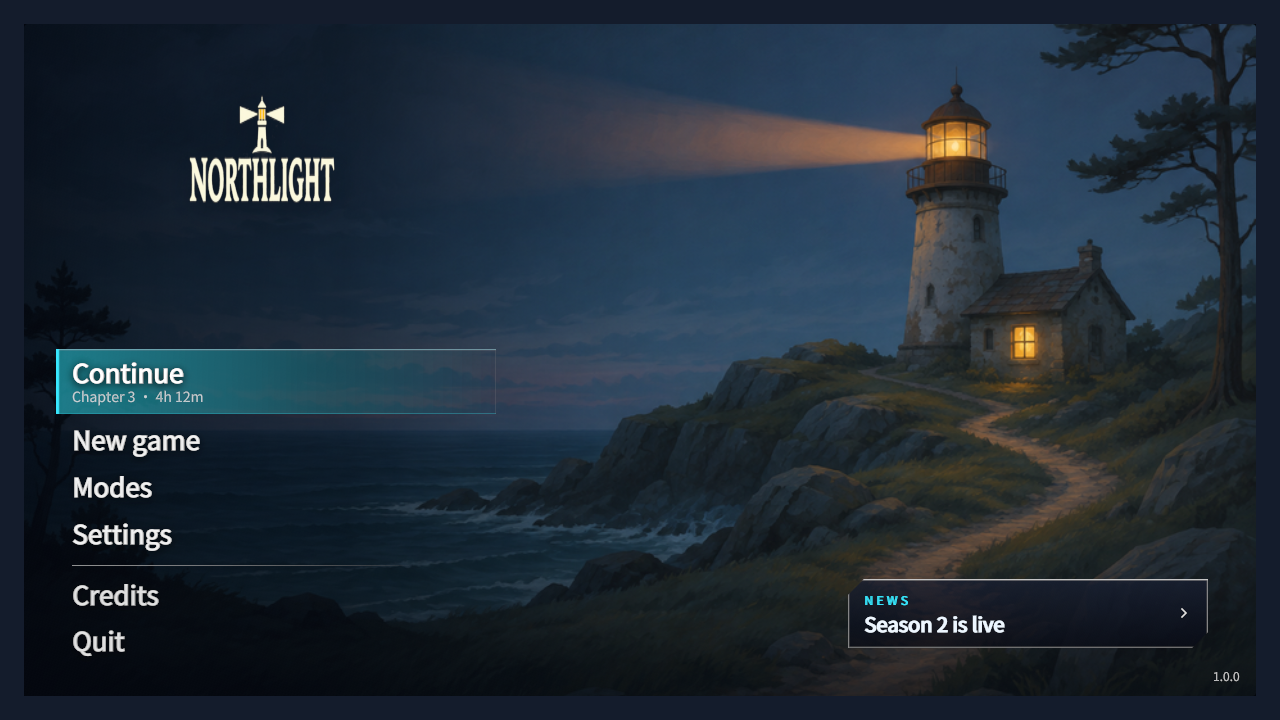 NORTHLIGHT
Continue
Chapter 3 • 4h 12m
New game
Modes
Settings
Credits
Quit
NEWS
Season 2 is live
1.0.0